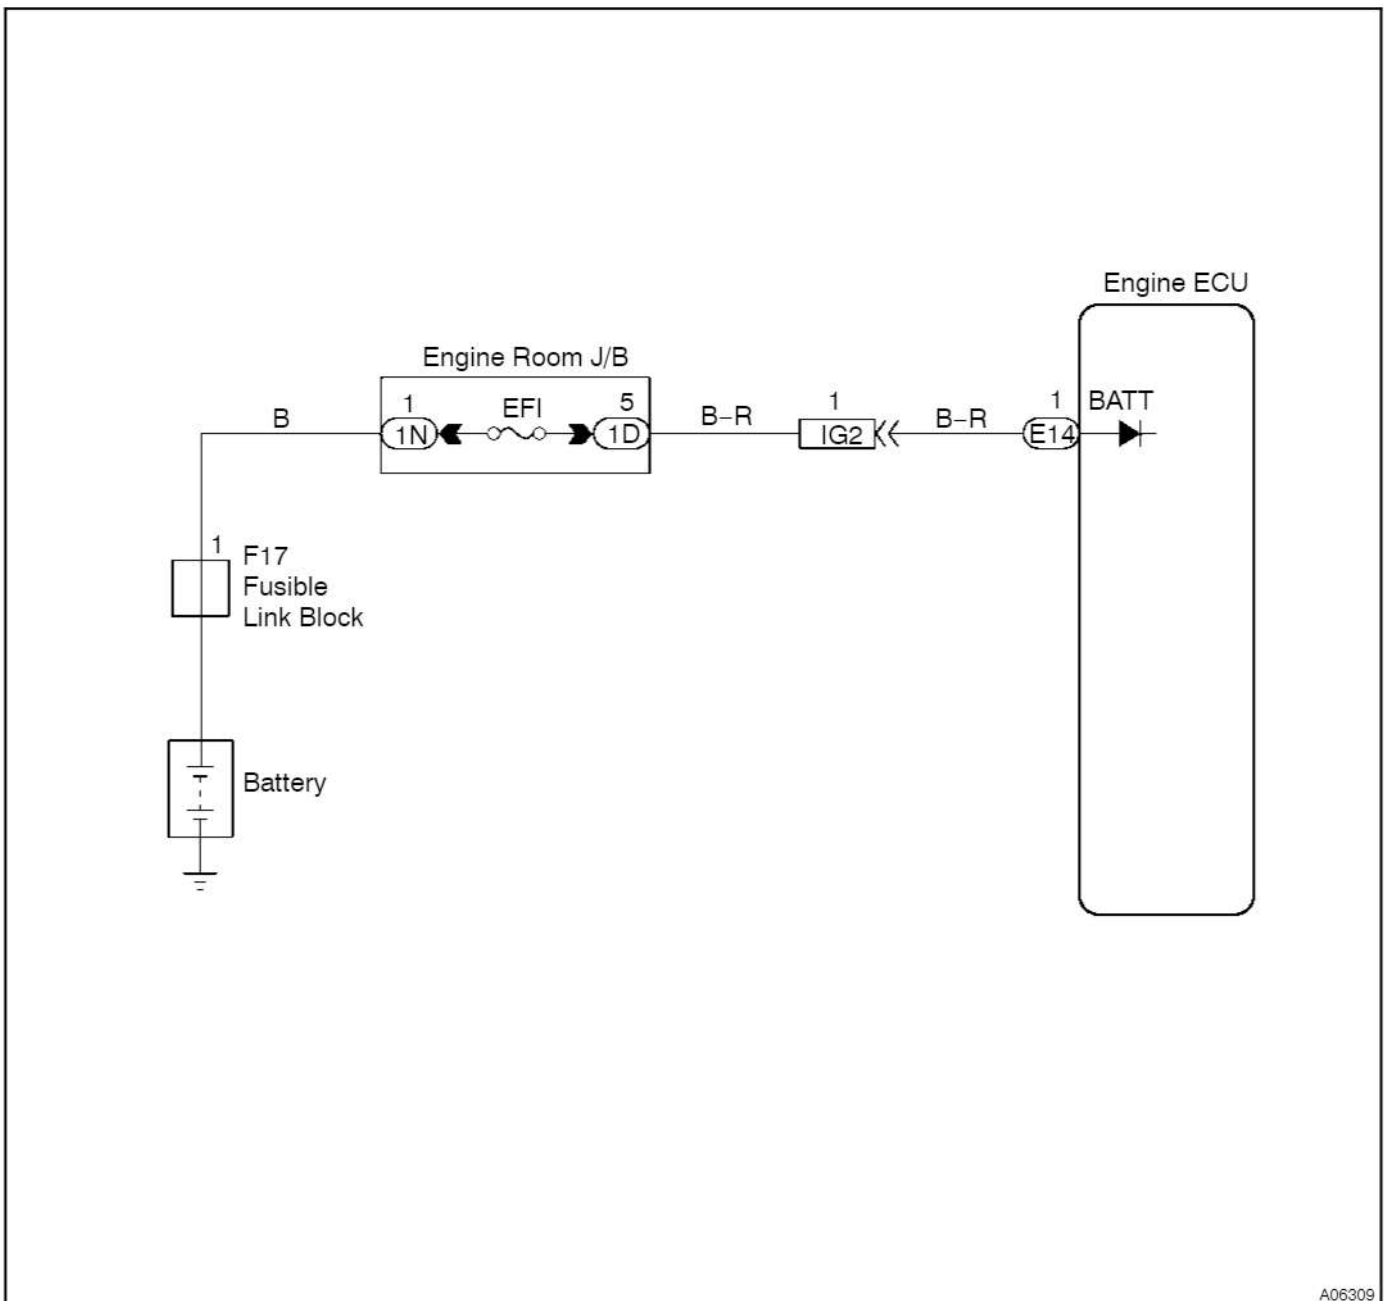 Engine ECU
Engine Room J/B
1 EFI 5
B 1N 1D B–R
1
IG2 B–R
1 BATT
E14
1 F17
Fusible
Link Block
Battery
A06309